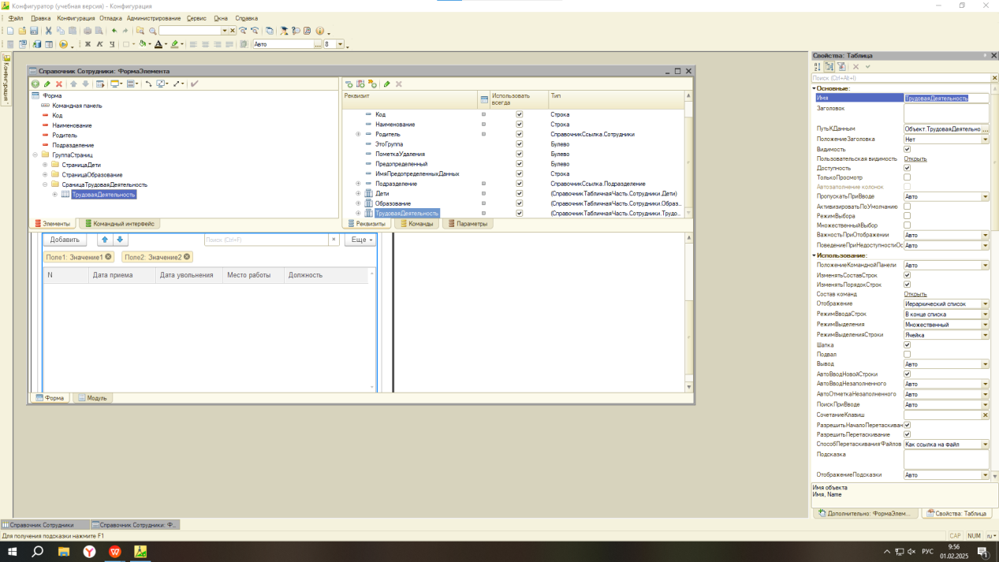 Конфигуратор (учебная версия) - Конфигурация
Файл Правка Конфигурация Отладка Администрирование Сервис Окна Справка
Ж К Ч Авто ... 8
Конфигурация
Справочник Сотрудники: ФормаЭлемента
Форма
Командная панель
Код
Наименование
Родитель
Подразделение
ГруппаСтраниц
СтраницаДети
СтраницаОбразование
СраницаТрудоваяДеятельность
ТрудоваяДеятельность
Элементы Командный интерфейс
Реквизит Использовать всегда Тип
Код Строка
Наименование Строка
Родитель СправочникСсылка.Сотрудники
ЭтоГруппа Булево
ПометкаУдаления Булево
Предопределенный Булево
ИмяПредопределенныхДанных Строка
Подразделение СправочникСсылка.Подразделение
Дети (СправочникТабличнаяЧасть.Сотрудники.Дети)
Образование (СправочникТабличнаяЧасть.Сотрудники.Образ...
ТрудоваяДеятельность (СправочникТабличнаяЧасть.Сотрудники.Трудо...
Реквизиты Команды Параметры
Добавить Поиск (Ctrl+F) × Еще
Поле1: Значение1 Поле2: Значение2
N Дата приема Дата увольнения Место работы Должность
Форма Модуль
Свойства: Таблица
Поиск (Ctrl+Alt+I)
Основные:
Имя ТрудоваяДеятельность
Заголовок
ПутьКДанным Объект.ТрудоваяДеятельно ...
ПоложениеЗаголовка Нет
Видимость
Пользовательская видимость Открыть
Доступность
ТолькоПросмотр
Автозаполнение колонок
ПропускатьПриВводе Авто
АктивизироватьПоУмолчанию
РежимВыбора
МножественныйВыбор
ВажностьПриОтображении Авто
ПоведениеПриНедоступностиОс Авто
Использование:
ПоложениеКоманднойПанели Авто
ИзменятьСоставСтрок
ИзменятьПорядокСтрок
Состав команд Открыть
Отображение Иерархический список
РежимВводаСтрок В конце списка
РежимВыделения Множественный
РежимВыделенияСтроки Ячейка
Шапка
Подвал
Вывод Авто
АвтоВводНовойСтроки
АвтоВводНезаполненного Авто
АвтоОтметкаНезаполненного Авто
ПоискПриВводе Авто
СочетаниеКлавиш
РазрешитьНачалоПеретаскиван
РазрешитьПеретаскивание
СпособПеретаскиванияФайлов Как ссылка на файл
Подсказка
ОтображениеПодсказки Авто
Имя объекта
Имя, Name
Дополнительно: ФормаЭлем... Свойства: Таблица
Справочник Сотрудники Справочник Сотрудники: Ф...
Для получения подсказки нажмите F1 CAP NUM ru
РУС 9:56
01.02.2025 1